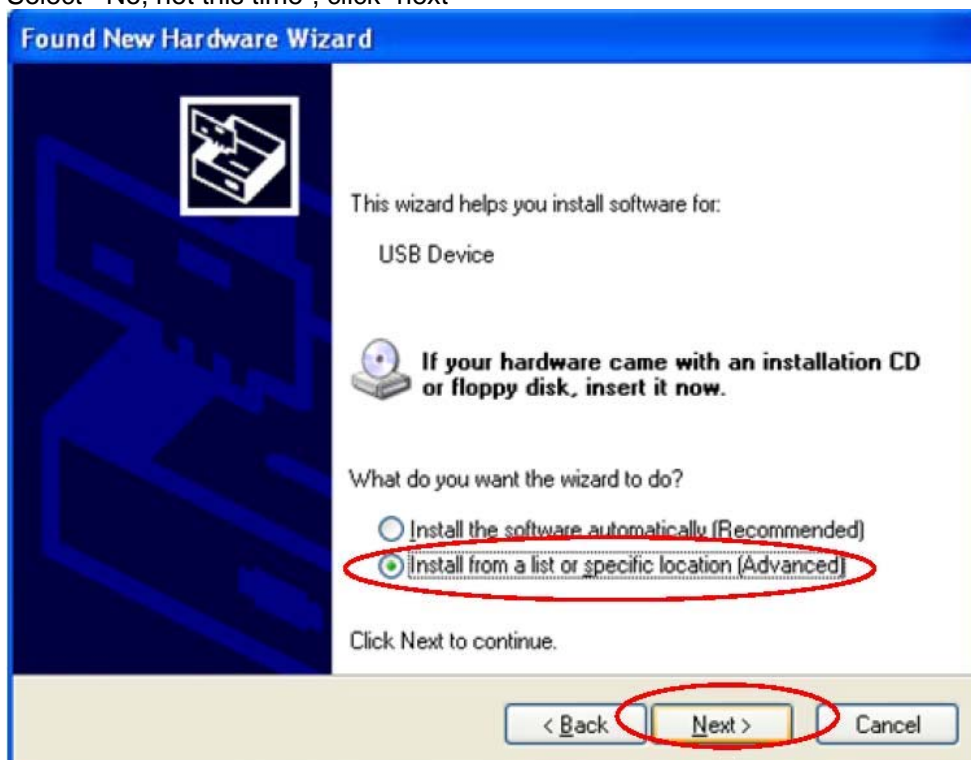 Select "No, not this time", click "next"
Found New Hardware Wizard
This wizard helps you install software for:
USB Device
If your hardware came with an installation CD
or floppy disk, insert it now.
What do you want the wizard to do?
Install the software automatically (Recommended)
Install from a list or specific location (Advanced)
Click Next to continue.
< Back
Next >
Cancel